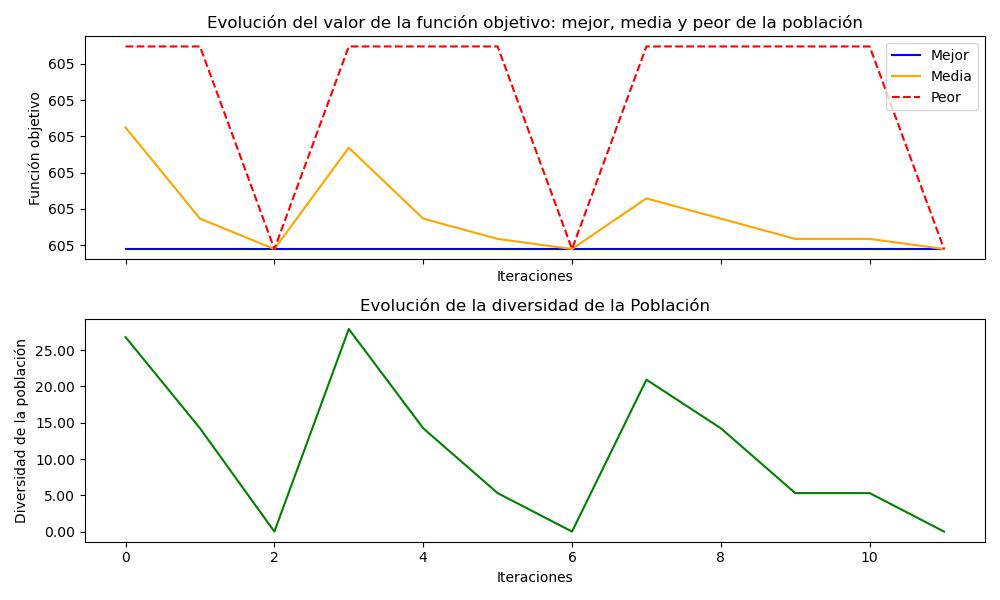 Evolución del valor de la función objetivo: mejor, media y peor de la población
Función objetivo
605
605
605
605
605
605
Mejor
Media
Peor
Iteraciones
Evolución de la diversidad de la Población
Diversidad de la población
25.00
20.00
15.00
10.00
5.00
0.00
0 2 4 6 8 10
Iteraciones